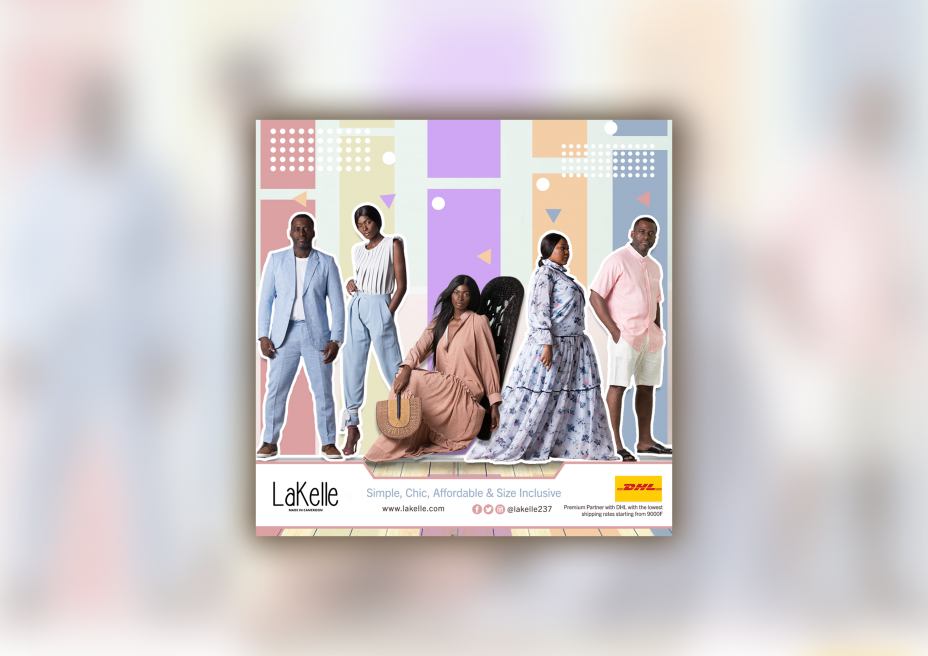 LaKelle
MADE IN CAMEROON
Simple, Chic, Affordable & Size Inclusive
www.lakelle.com @lakelle237
DHL
Premium Partner with DHL with the lowest
shipping rates starting from 9000F